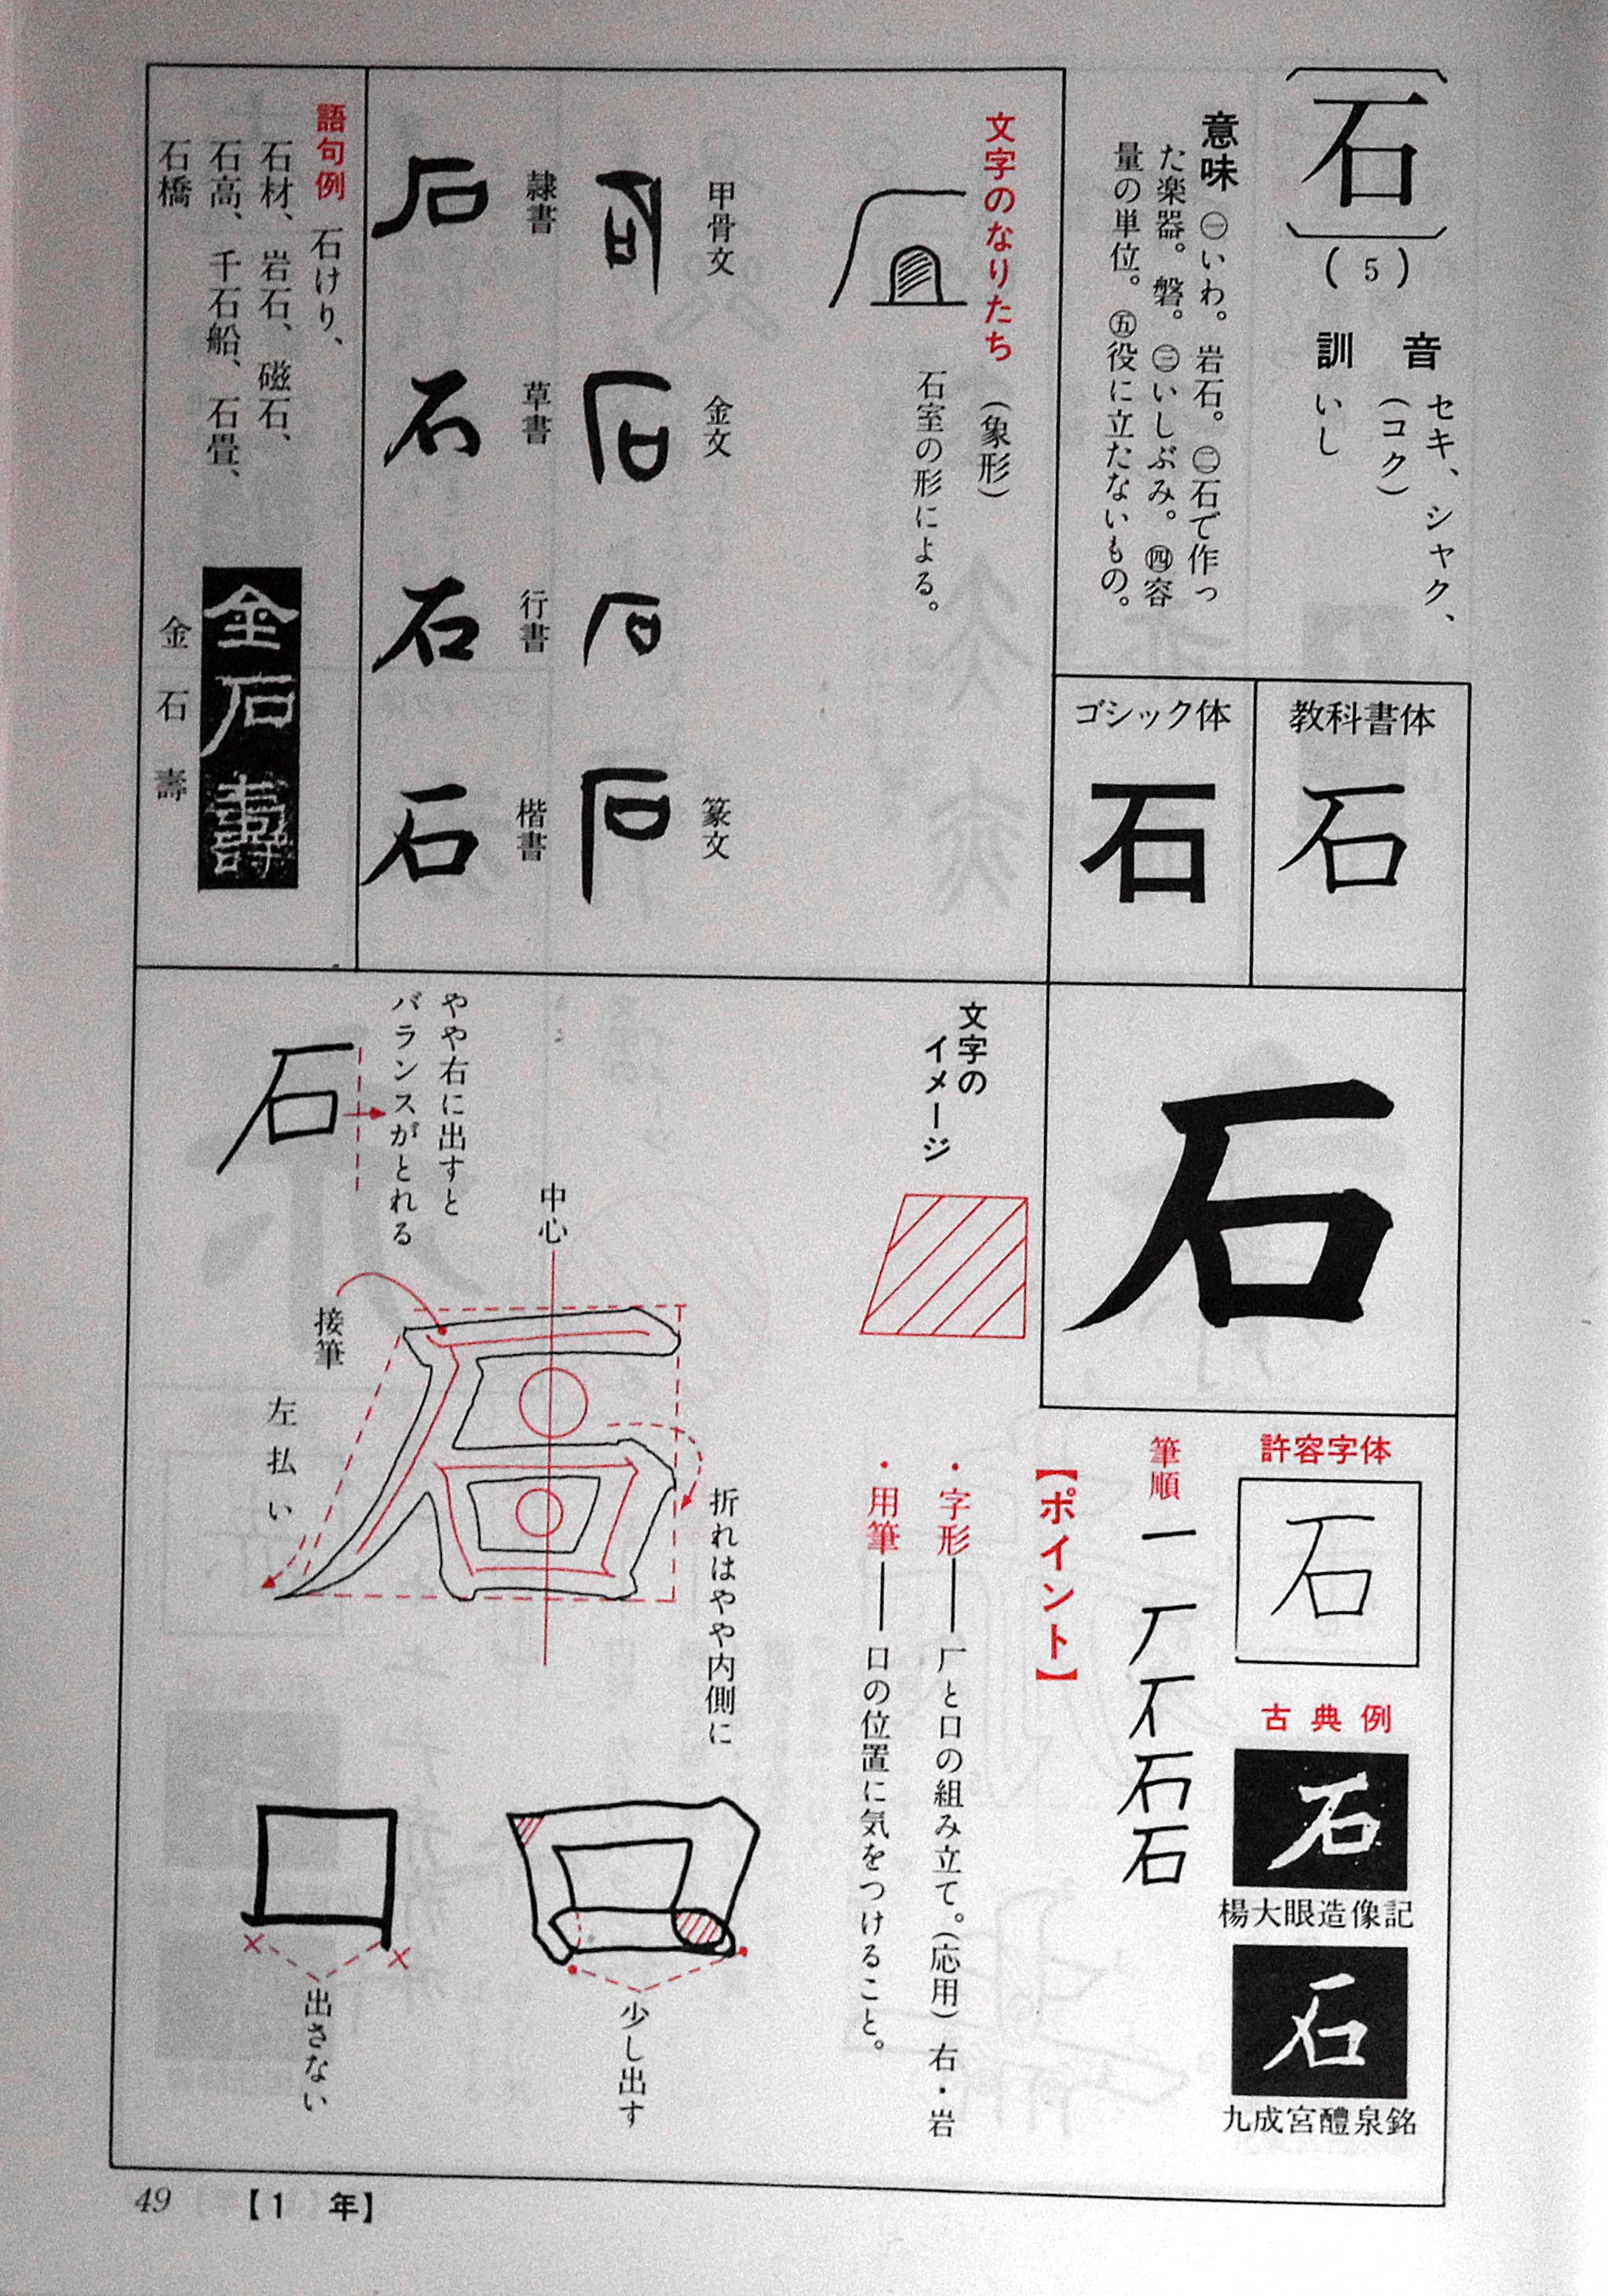 〔石〕(5)
音 セキ、シャク、
(コク)
訓 いし
意味 ㊀いわ。岩石。㊁石で作っ
た楽器。磐。㊂いしぶみ。㊃容
量の単位。㊄役に立たないもの。
教科書体
石
ゴシック体
石
文字のなりたち (象形)
石室の形による。
甲骨文
金文
篆文
隷書
石
草書
石
行書
石
楷書
石
語句例 石けり、
石材、岩石、磁石、
石高、千石船、石畳、
石橋
金石壽
金石壽
石
許容字体
石
古典例
石
楊大眼造像記
石
九成宮醴泉銘
筆順 一 厂 石 石
【ポイント】
・字形——厂と口の組み立て。(応用)右・岩
・用筆——口の位置に気をつけること。
文字の
イメージ
やや右に出すと
バランスがとれる
石
中心
接筆
左払い
石
折れはやや内側に
少し出す
出さない
49 【1年】